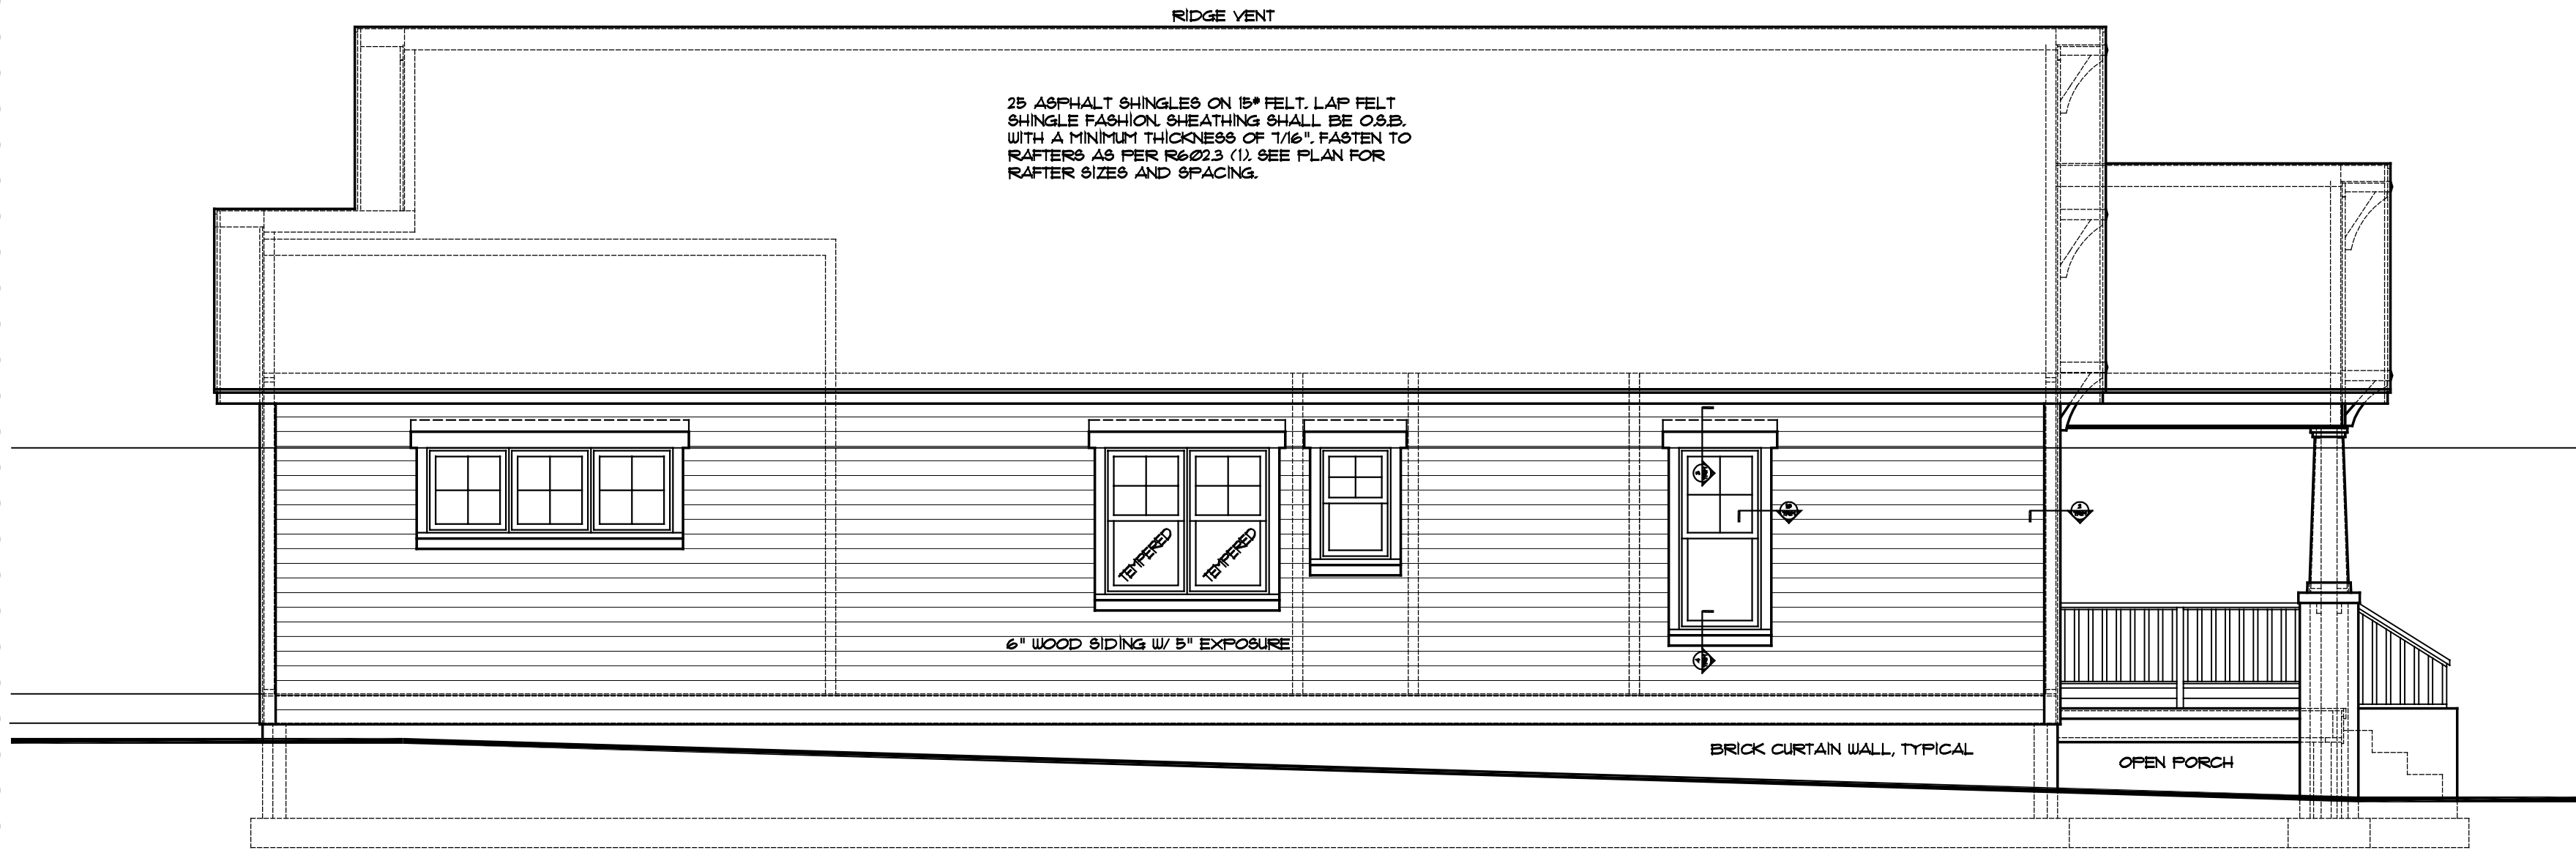 RIDGE VENT
25 ASPHALT SHINGLES ON 15# FELT. LAP FELT
SHINGLE FASHION. SHEATHING SHALL BE O.S.B.
WITH A MINIMUM THICKNESS OF 7/16". FASTEN TO
RAFTERS AS PER R602.3 (1). SEE PLAN FOR
RAFTER SIZES AND SPACING.
TEMPERED
TEMPERED
6" WOOD SIDING W/ 5" EXPOSURE
BRICK CURTAIN WALL, TYPICAL
OPEN PORCH